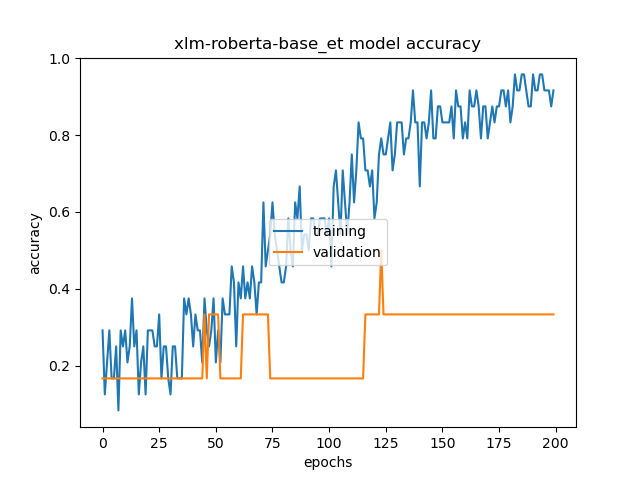 xlm-roberta-base_et model accuracy
1.0
0.8
0.6
0.4
0.2
accuracy
training
validation
0 25 50 75 100 125 150 175 200
epochs